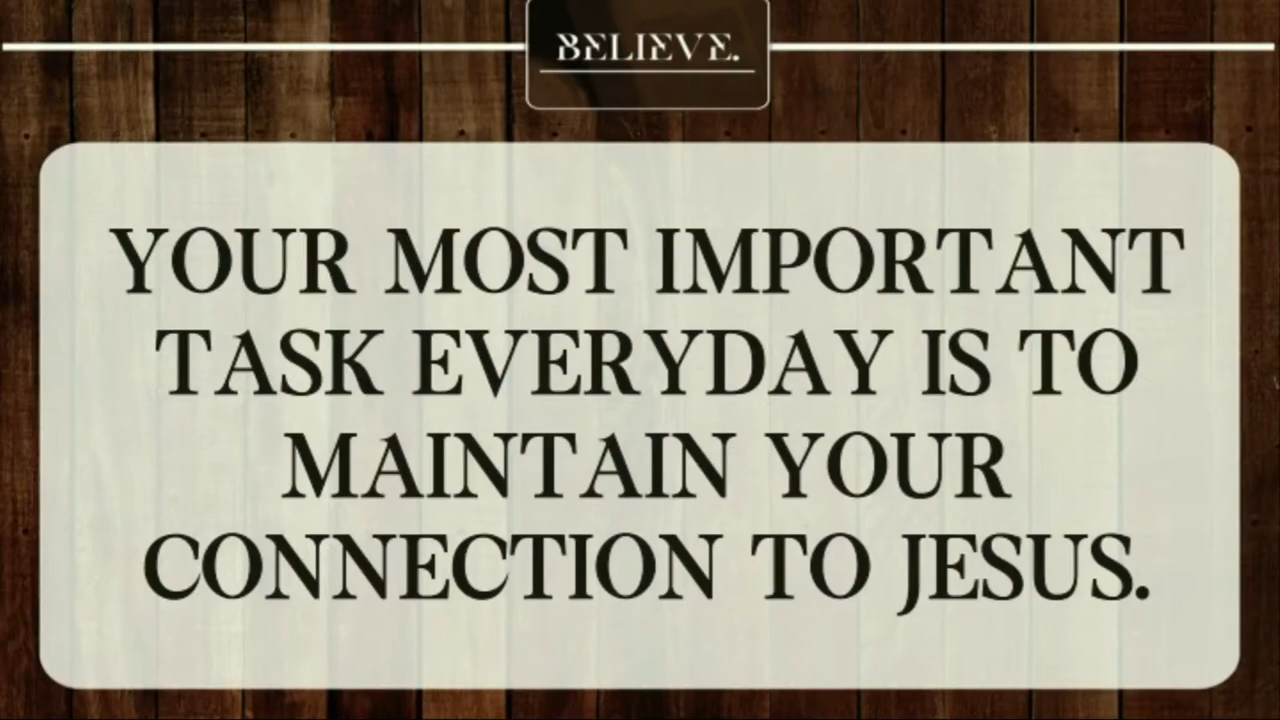 BELIEVE.
YOUR MOST IMPORTANT
TASK EVERYDAY IS TO
MAINTAIN YOUR
CONNECTION TO JESUS.